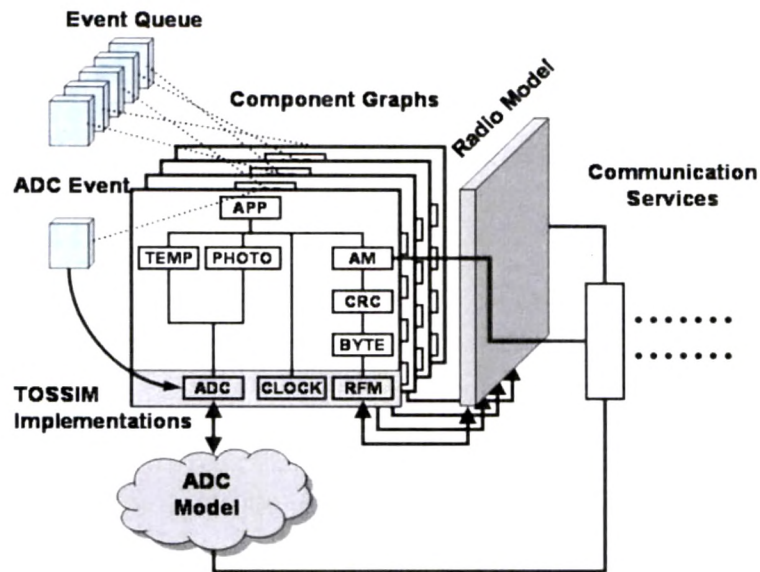 Event Queue
Component Graphs
Radio Model
ADC Event
Communication
Services
APP
TEMP
PHOTO
AM
CRC
BYTE
ADC
CLOCK
RFM
TOSSIM
Implementations
ADC
Model